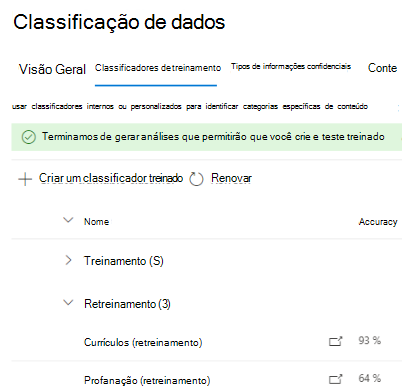 Classificação de dados
Visão Geral Classificadores de treinamento Tipos de informações confidenciais Conte
usar classificadores internos ou personalizados para identificar categorias específicas de conteúdo
Terminamos de gerar análises que permitirão que você crie e teste treinado
Criar um classificador treinado Renovar
Nome Accuracy
Treinamento (S)
Retreinamento (3)
Currículos (retreinamento) 93 %
Profanação (retreinamento) 64 %